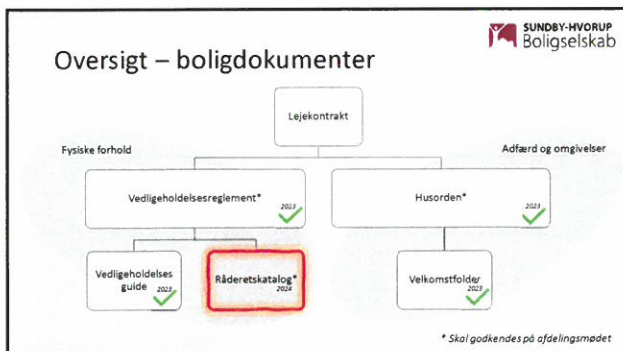 SUNDBY-HVORUP
Boligselskab
Oversigt – boligdokumenter
Lejekontrakt
Fysiske forhold
Adfærd og omgivelser
Vedligeholdelsesreglement*
2023
Husorden*
2023
Vedligeholdelses
guide
2023
Råderetskatalog*
2024
Velkomstfolder
2023
* Skal godkendes på afdelingsmødet